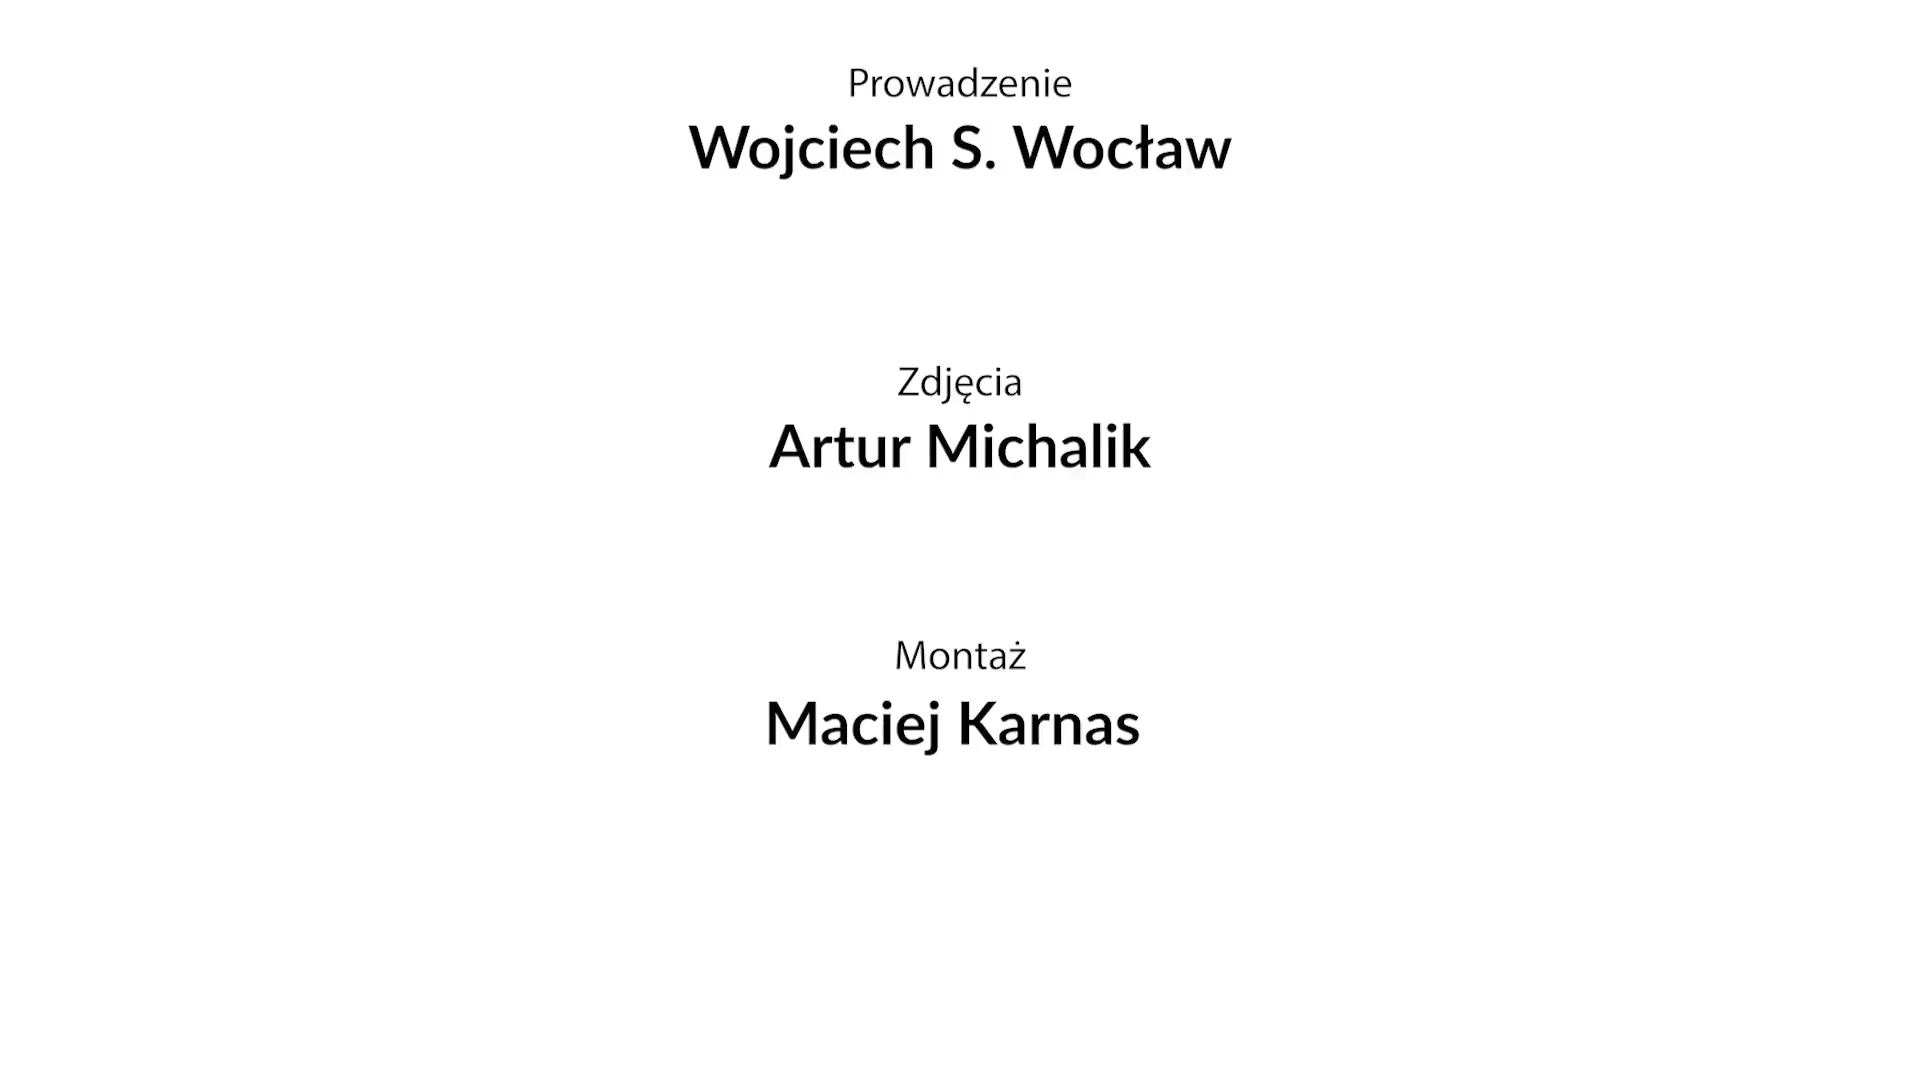 Prowadzenie
Wojciech S. Wocław
Zdjęcia
Artur Michalik
Montaż
Maciej Karnas